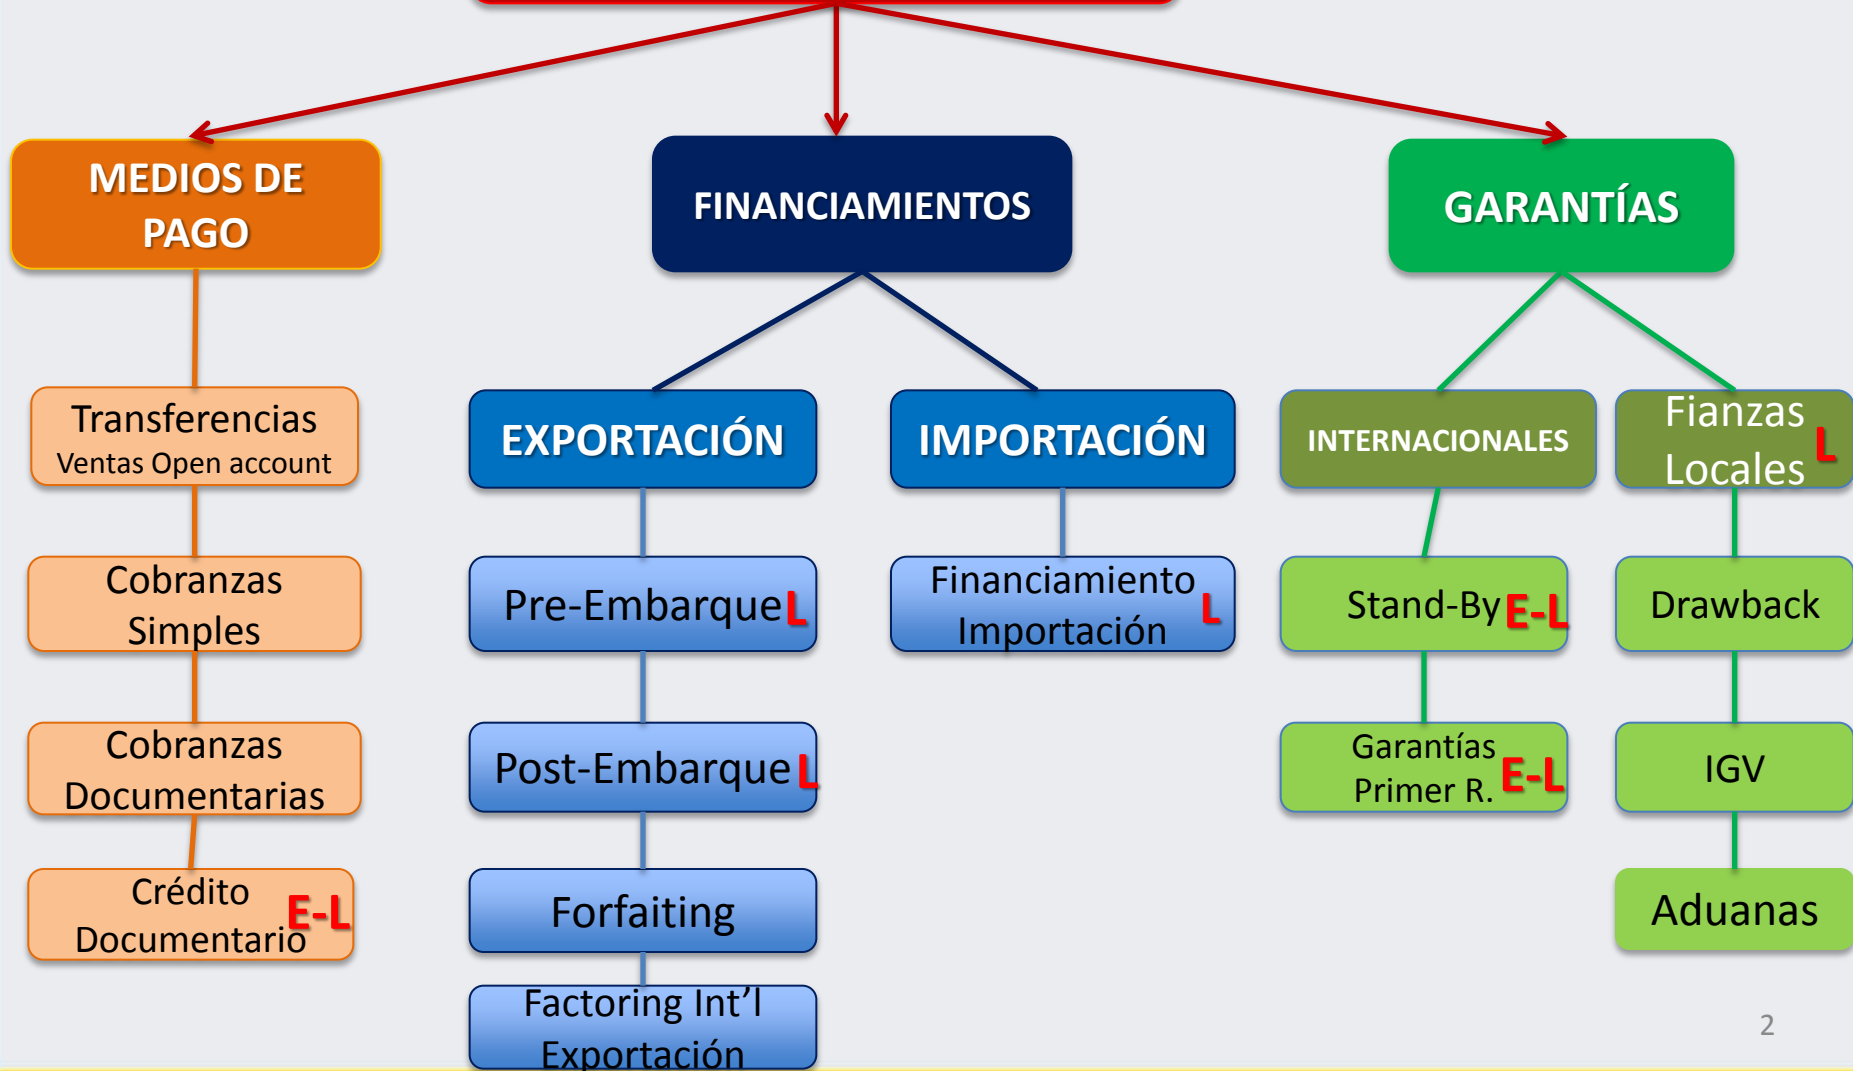 MEDIOS DE
PAGO
FINANCIAMIENTOS
GARANTÍAS
Transferencias
Ventas Open account
Cobranzas
Simples
Cobranzas
Documentarias
Crédito
Documentario
E-L
EXPORTACIÓN
Pre-Embarque L
Post-Embarque L
Forfaiting
Factoring Int’l
Exportación
IMPORTACIÓN
Financiamiento
Importación
L
INTERNACIONALES
Stand-By E-L
Garantías
Primer R.
E-L
Fianzas
Locales
L
Drawback
IGV
Aduanas
2